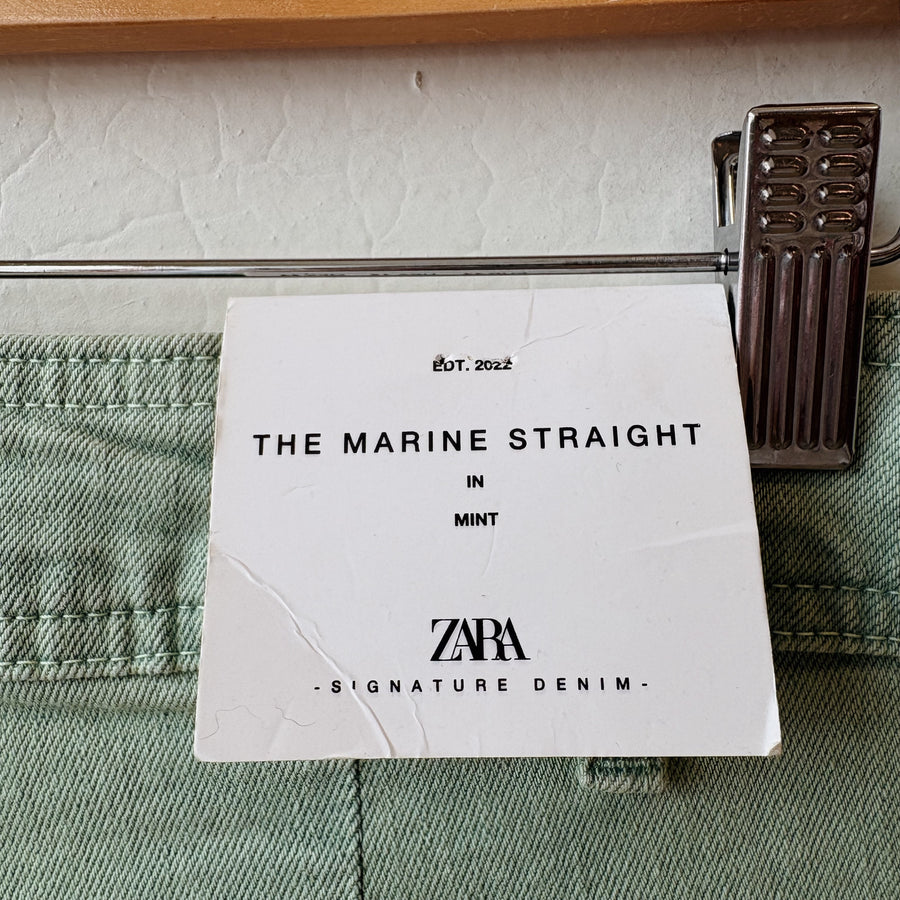 EDT. 2022
THE MARINE STRAIGHT
IN
MINT
ZARA
-SIGNATURE DENIM-